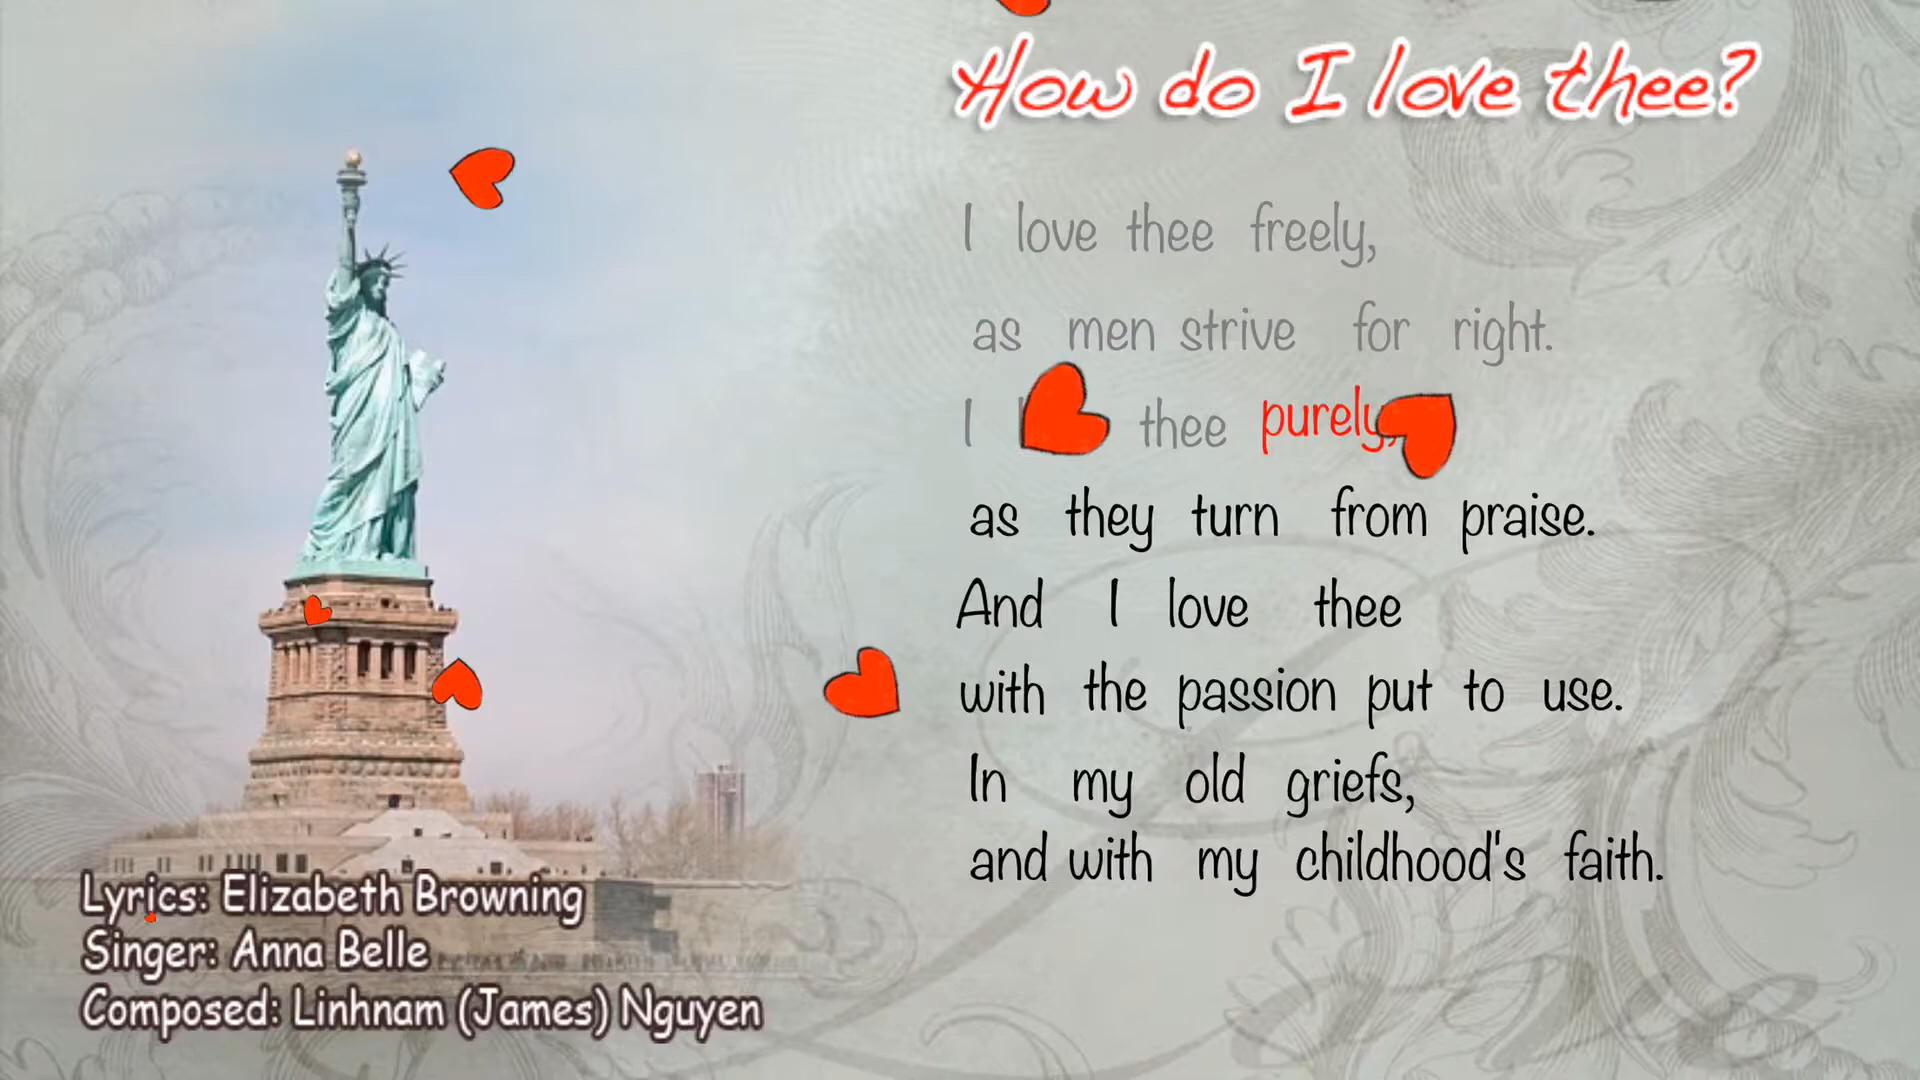 How do I love thee?
I love thee freely,
as men strive for right.
I thee purely,
as they turn from praise.
And I love thee
with the passion put to use.
In my old griefs,
and with my childhood's faith.
Lyrics: Elizabeth Browning
Singer: Anna Belle
Composed: Linhnam (James) Nguyen